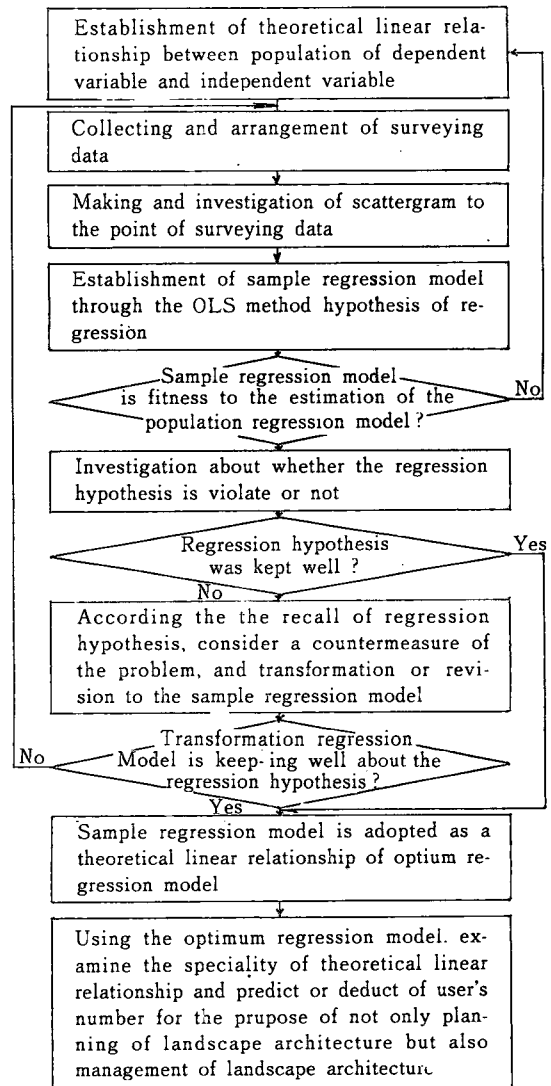 Establishment of theoretical linear rela-
tionship between population of dependent
variable and independent variable
Collecting and arrangement of surveying
data
Making and investigation of scattergram to
the point of surveying data
Establishment of sample regression model
through the OLS method hypothesis of re-
gression
Sample regression model
is fitness to the estimation of the
population regression model ?
No
Investigation about whether the regression
hypothesis is violate or not
Regression hypothesis
was kept well ?
Yes
No
According the the recall of regression
hypothesis, consider a countermeasure of
the problem, and transformation or revi-
sion to the sample regression model
Transformation regression
Model is keep-ing well about the
regression hypothesis ?
No
Yes
Sample regression model is adopted as a
theoretical linear relationship of optium re-
gression model
Using the optimum regression model. ex-
amine the speciality of theoretical linear
relationship and predict or deduct of user's
number for the prupose of not only plan-
ning of landscape architecture but also
management of landscape architecture